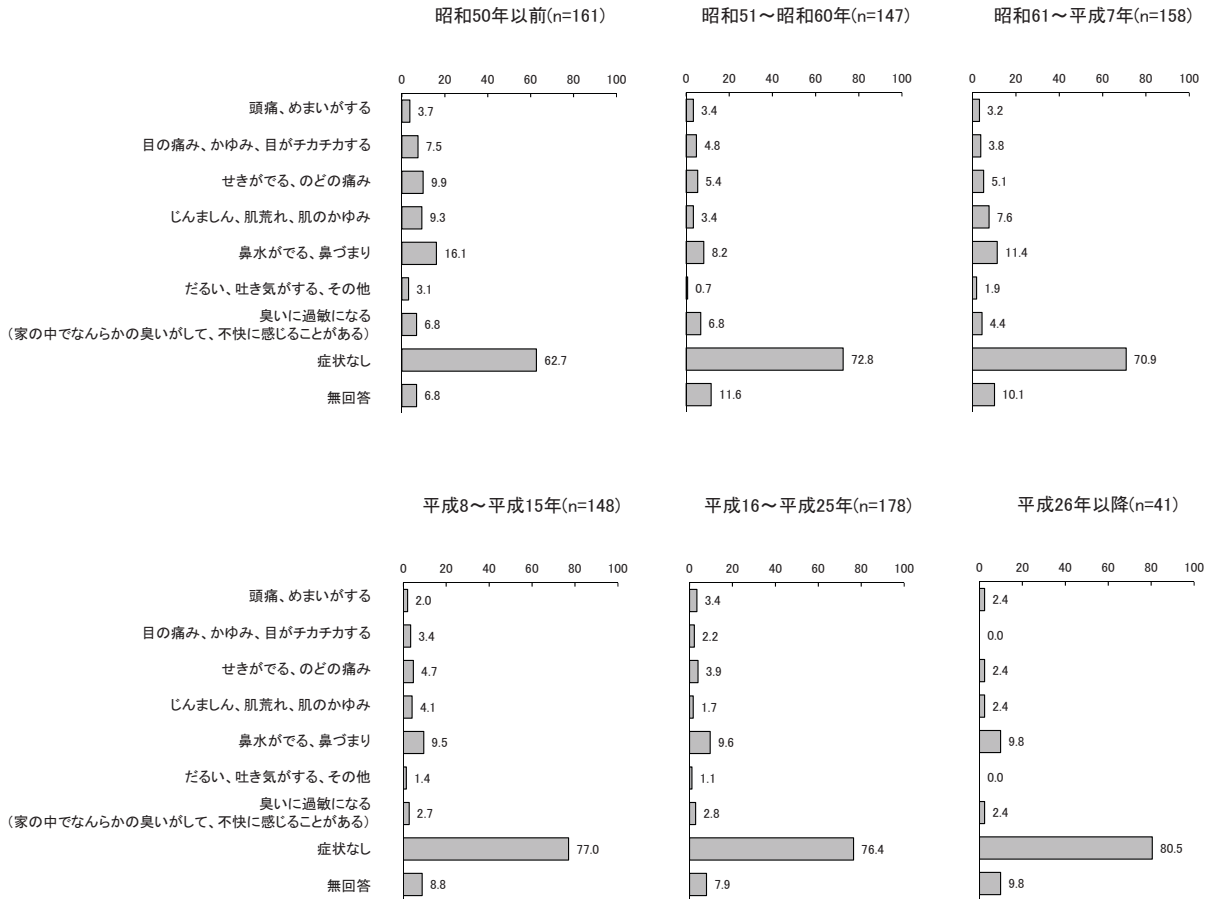 昭和50年以前(n=161)
昭和51～昭和60年(n=147)
昭和61～平成7年(n=158)
0 20 40 60 80 100
0 20 40 60 80 100
0 20 40 60 80 100
頭痛、めまいがする 3.7 3.4 3.2
目の痛み、かゆみ、目がチカチカする 7.5 4.8 3.8
せきがでる、のどの痛み 9.9 5.4 5.1
じんましん、肌荒れ、肌のかゆみ 9.3 3.4 7.6
鼻水がでる、鼻づまり 16.1 8.2 11.4
だるい、吐き気がする、その他 3.1 0.7 1.9
臭いに過敏になる
（家の中でなんらかの臭いがして、不快に感じることがある） 6.8 6.8 4.4
症状なし 62.7 72.8 70.9
無回答 6.8 11.6 10.1
平成8～平成15年(n=148)
平成16～平成25年(n=178)
平成26年以降(n=41)
0 20 40 60 80 100
0 20 40 60 80 100
0 20 40 60 80 100
頭痛、めまいがする 2.0 3.4 2.4
目の痛み、かゆみ、目がチカチカする 3.4 2.2 0.0
せきがでる、のどの痛み 4.7 3.9 2.4
じんましん、肌荒れ、肌のかゆみ 4.1 1.7 2.4
鼻水がでる、鼻づまり 9.5 9.6 9.8
だるい、吐き気がする、その他 1.4 1.1 0.0
臭いに過敏になる
（家の中でなんらかの臭いがして、不快に感じることがある） 2.7 2.8 2.4
症状なし 77.0 76.4 80.5
無回答 8.8 7.9 9.8